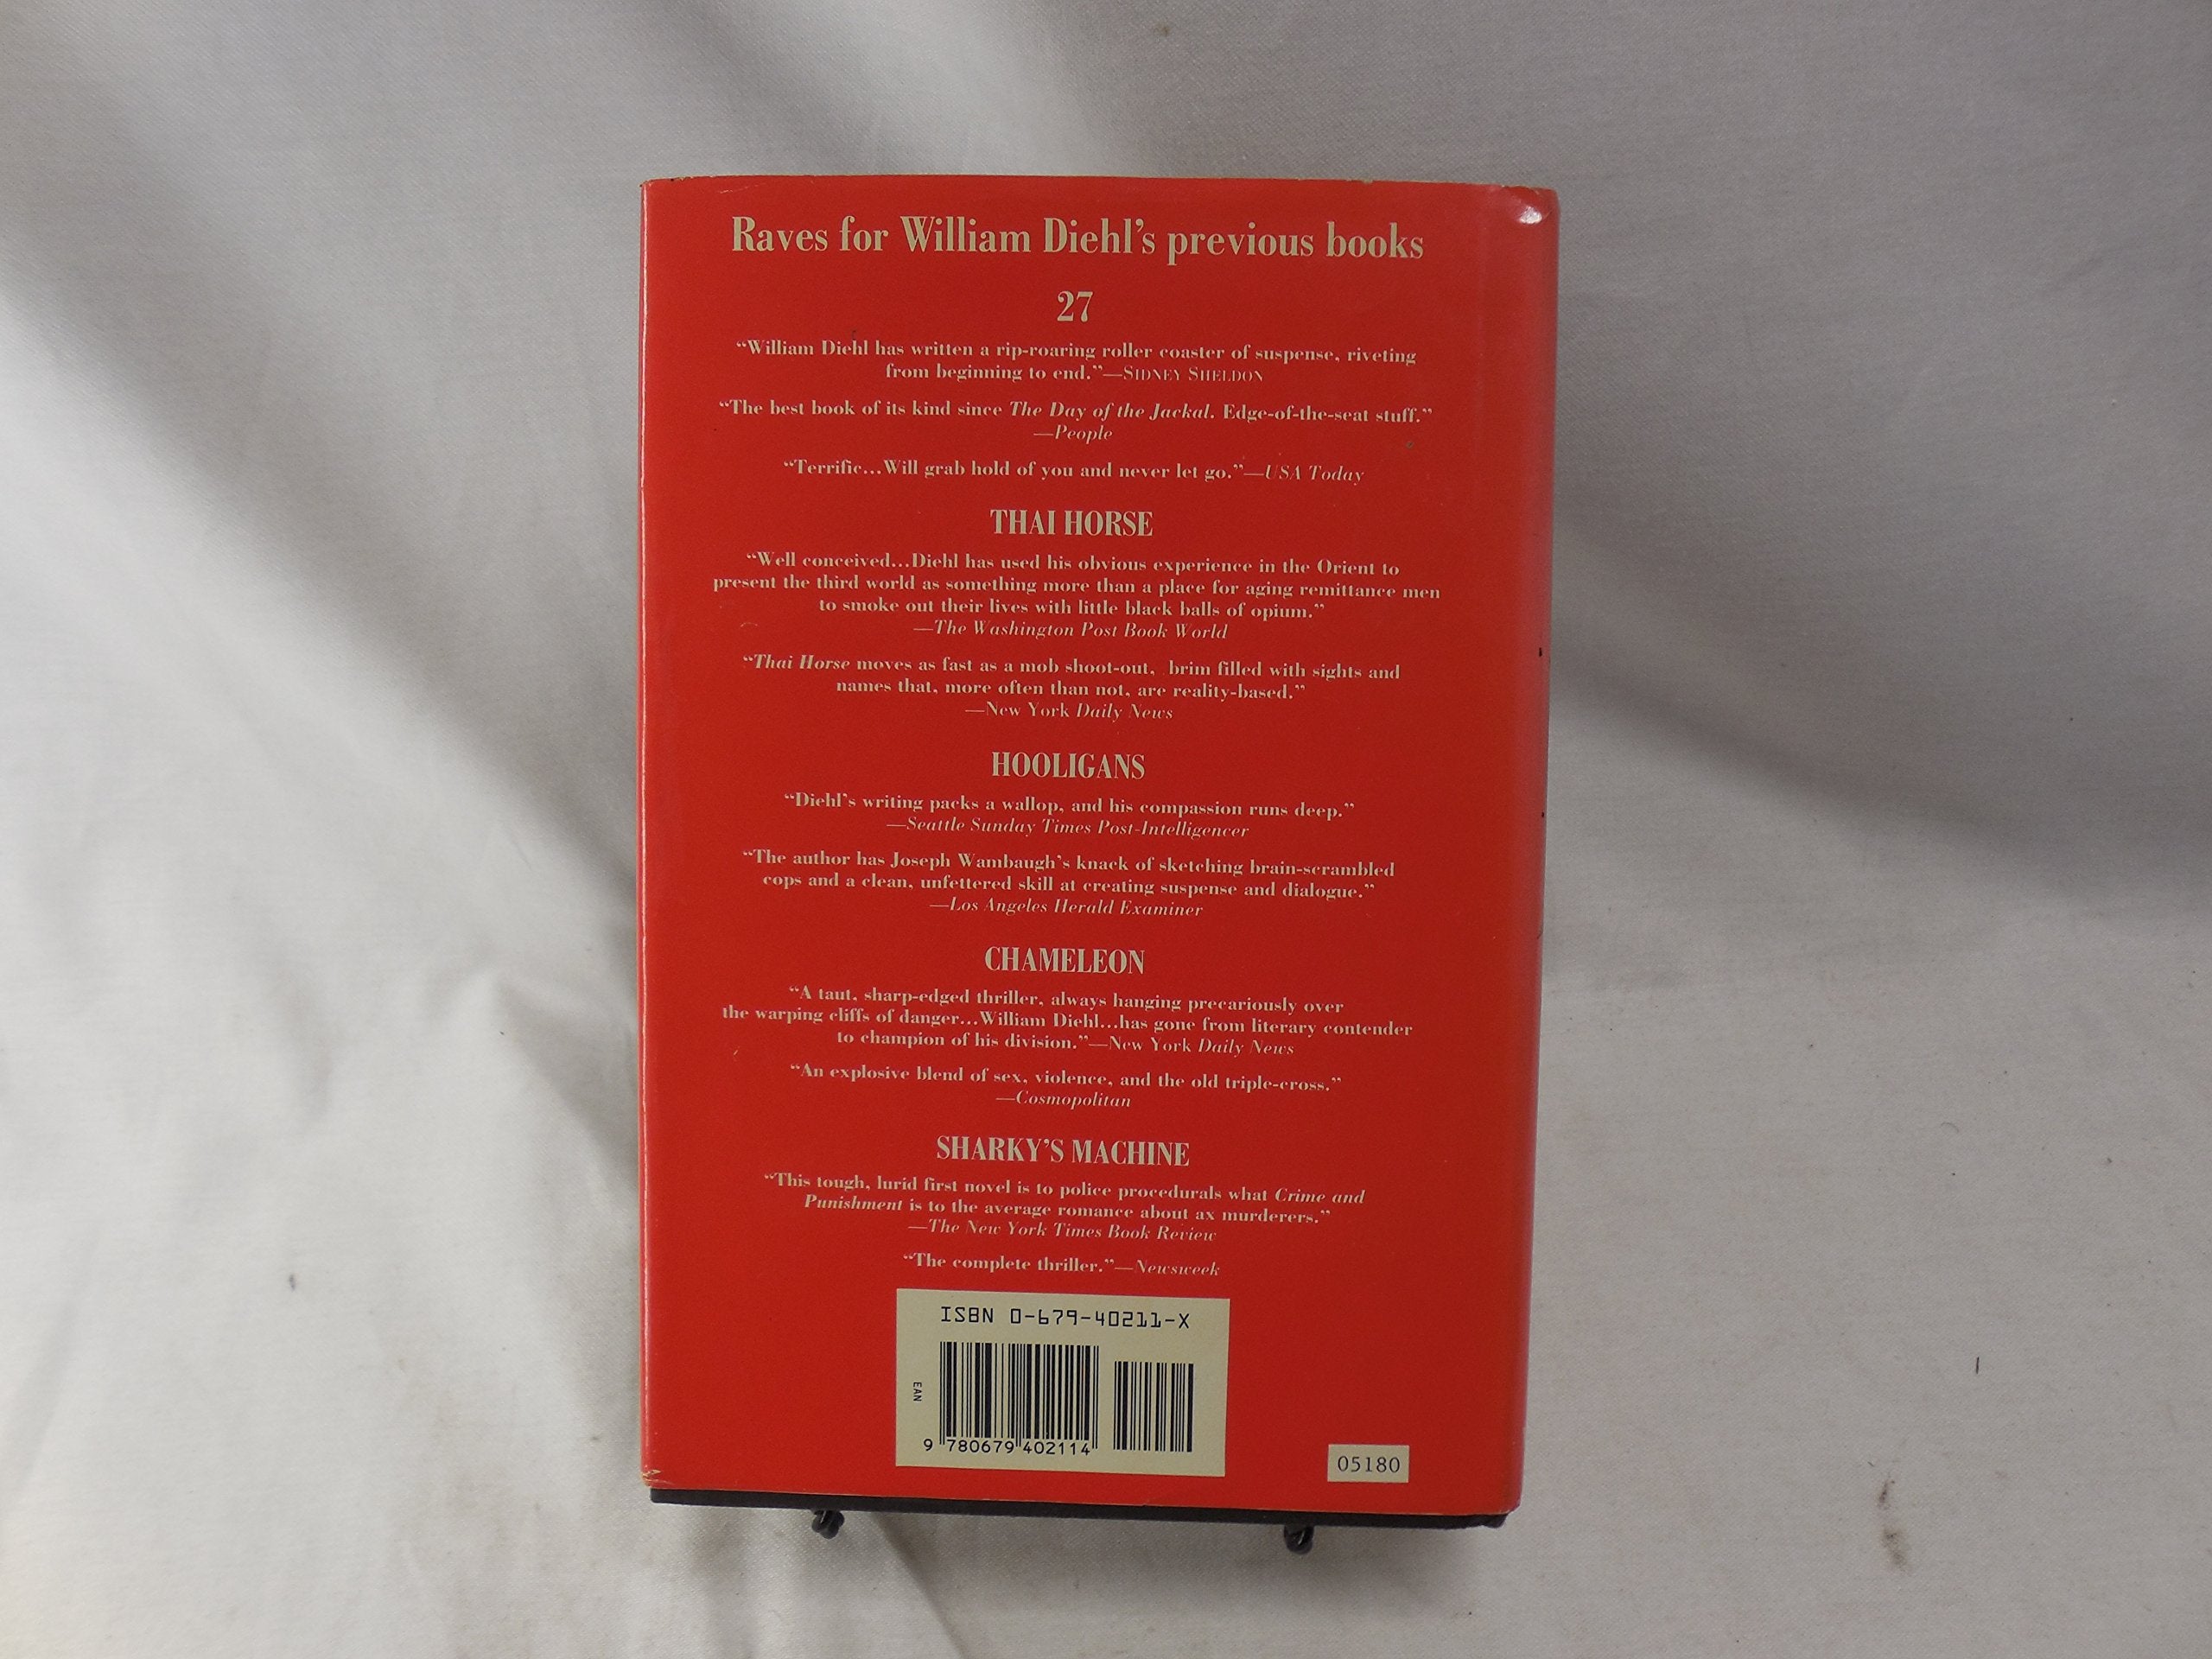 Raves for William Diehl's previous books
27
“William Diehl has written a rip-roaring roller coaster of suspense, riveting
from beginning to end.”—SIDNEY SHELDON
“The best book of its kind since The Day of the Jackal. Edge-of-the-seat stuff.”
—People
“Terrific...Will grab hold of you and never let go.”—USA Today
THAI HORSE
“Well conceived...Diehl has used his obvious experience in the Orient to
present the third world as something more than a place for aging remittance men
to smoke out their lives with little black balls of opium.”
—The Washington Post Book World
“Thai Horse moves as fast as a mob shoot-out, brim filled with sights and
names that, more often than not, are reality-based.”
—New York Daily News
HOOLIGANS
“Diehl's writing packs a wallop, and his compassion runs deep.”
—Seattle Sunday Times Post-Intelligencer
“The author has Joseph Wambaugh's knack of sketching brain-scrambled
cops and a clean, unfettered skill at creating suspense and dialogue.”
—Los Angeles Herald Examiner
CHAMELEON
“A taut, sharp-edged thriller, always hanging precariously over
the warping cliffs of danger...William Diehl...has gone from literary contender
to champion of his division.”—New York Daily News
“An explosive blend of sex, violence, and the old triple-cross.”
—Cosmopolitan
SHARKY'S MACHINE
“This tough, lurid first novel is to police procedurals what Crime and
Punishment is to the average romance about ax murderers.”
—The New York Times Book Review
“The complete thriller.”—Newsweek
ISBN 0-679-40211-X
EAN
9 780679 402114
05180